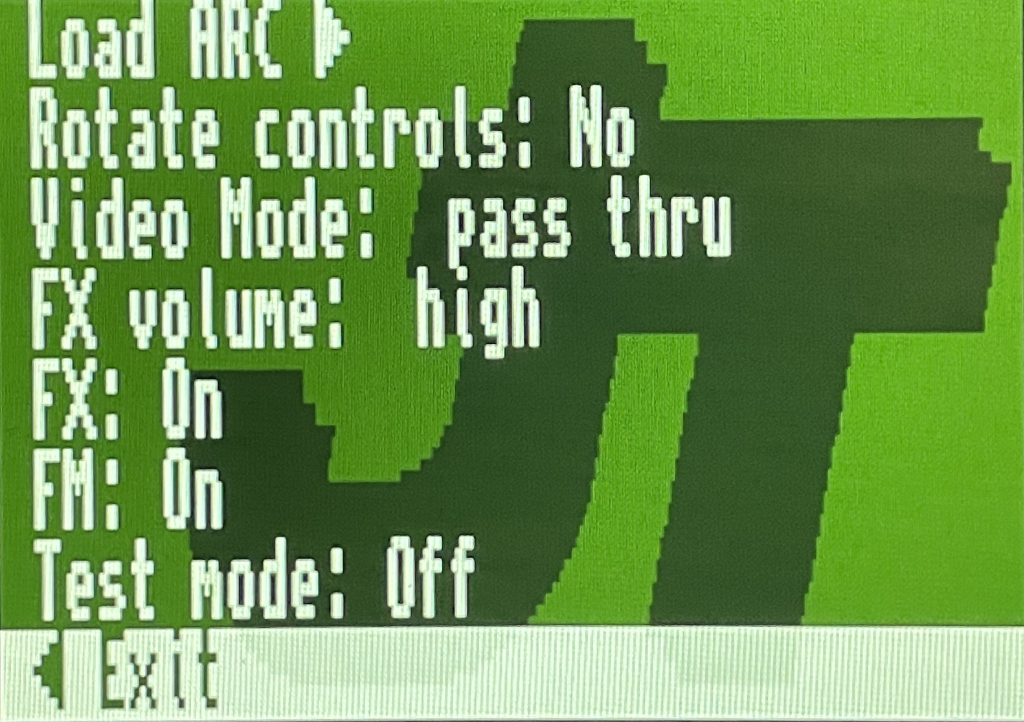 Load ARC
Rotate controls: No
Video Mode: pass thru
FX volume: high
FX: On
FM: On
Test mode: Off
Exit